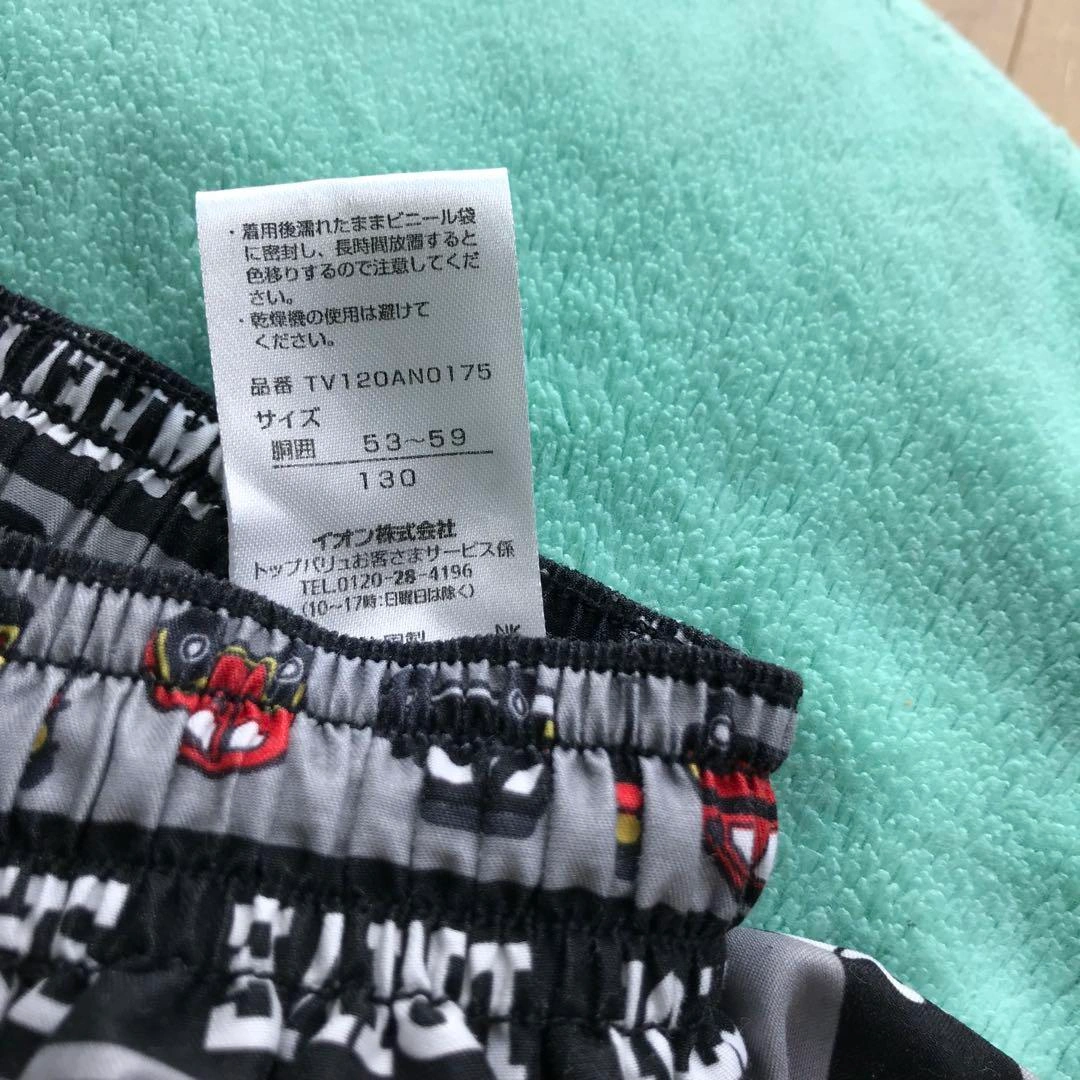 ・着用後濡れたままビニール袋
に密封し、長時間放置すると
色移りするので注意してくだ
さい。
・乾燥機の使用は避けて
ください。
品番 TV120AN0175
サイズ
胴囲 53～59
130
イオン株式会社
トップバリュお客さまサービス係
TEL.0120-28-4196
(10～17時:日曜日は除く)
NK